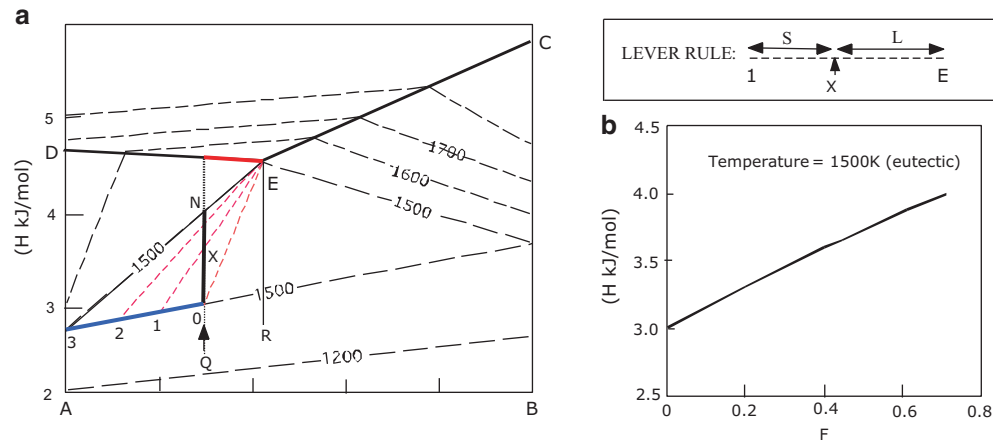 a
C
5
D
1700
1600
E
N
4
1500
(H kJ/mol)
1500
X
1500
3
3
2
1
0
R
Q
1200
2
A
B
LEVER RULE:
S
L
1
X
E
b
4.5
Temperature = 1500K (eutectic)
4.0
(H kJ/mol)
3.5
3.0
2.5
0
0.2
0.4
0.6
0.8
F